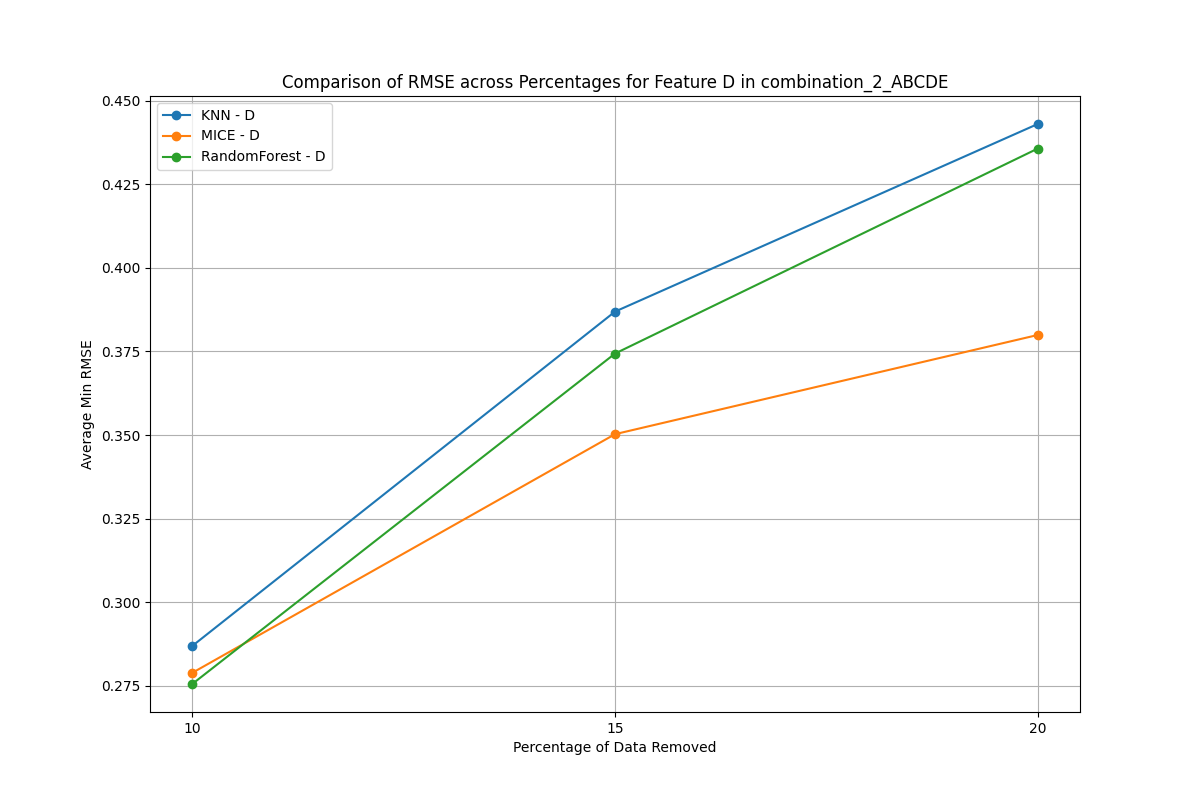 Comparison of RMSE across Percentages for Feature D in combination_2_ABCDE
KNN - D
MICE - D
RandomForest - D
Average Min RMSE
0.450
0.425
0.400
0.375
0.350
0.325
0.300
0.275
10
15
20
Percentage of Data Removed